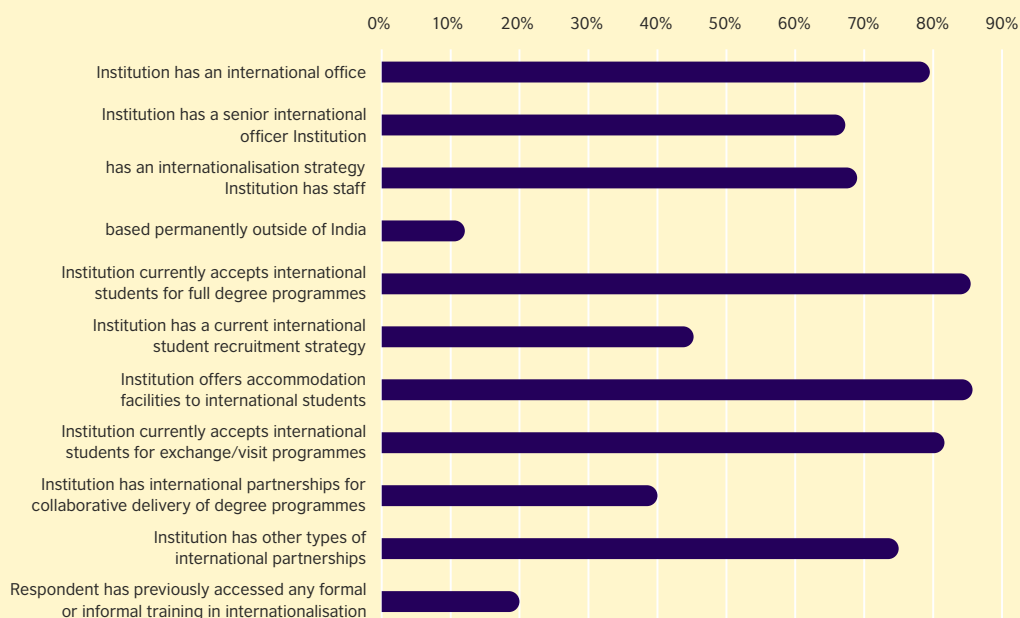 0% 10% 20% 30% 40% 50% 60% 70% 80% 90%
Institution has an international office
Institution has a senior international
officer Institution
has an internationalisation strategy
Institution has staff
based permanently outside of India
Institution currently accepts international
students for full degree programmes
Institution has a current international
student recruitment strategy
Institution offers accommodation
facilities to international students
Institution currently accepts international
students for exchange/visit programmes
Institution has international partnerships for
collaborative delivery of degree programmes
Institution has other types of
international partnerships
Respondent has previously accessed any formal
or informal training in internationalisation